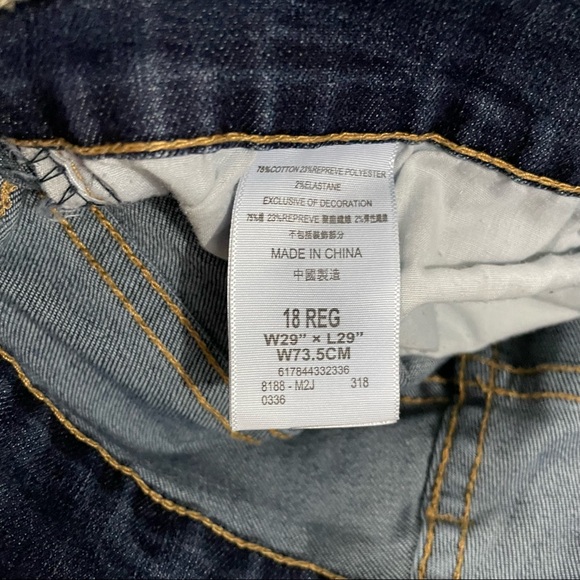 75%COTTON 23%REPREVE POLYESTER
2%ELASTANE
EXCLUSIVE OF DECORATION
75%棉 23%REPREVE 聚酯纖維 2%彈性纖維
不包括裝飾部分
MADE IN CHINA
中國製造
18 REG
W29" × L29"
W73.5CM
617844332336
8188 - M2J 318
0336